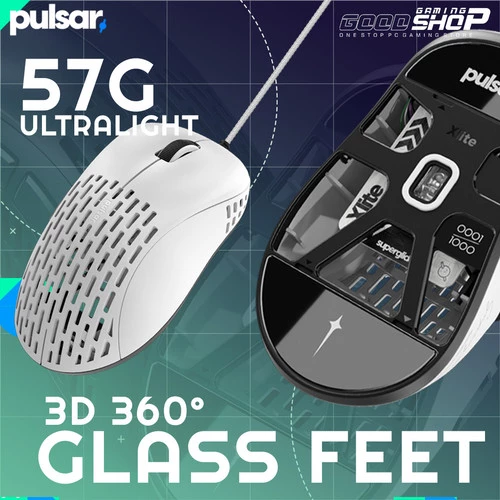 pulsar
GAMING
GOOD SHOP
ONE STOP PC GAMING STORE
57G
ULTRALIGHT
pulsar
Xlite
Xlite
0001
1000
superglide
3D 360°
GLASS FEET